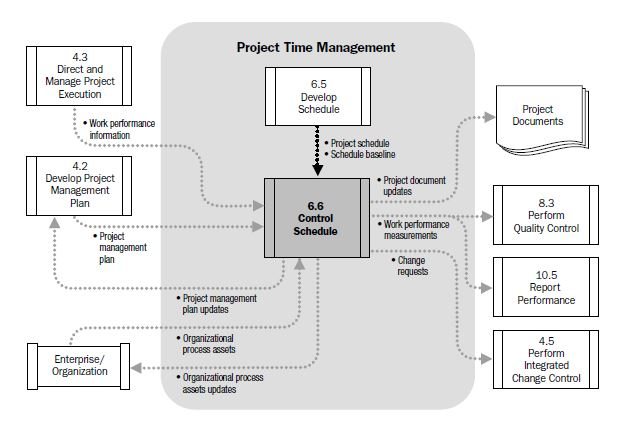 Project Time Management
4.3
Direct and
Manage Project
Execution
6.5
Develop
Schedule
Project
Documents
• Work performance
information
• Project schedule
• Schedule baseline
4.2
Develop Project
Management
Plan
• Project document
updates
6.6
Control
Schedule
8.3
Perform
Quality Control
• Project
management
plan
• Work performance
measurements
• Change
requests
10.5
Report
Performance
• Project management
plan updates
• Organizational
process assets
4.5
Perform
Integrated
Change Control
Enterprise/
Organization
• Organizational process
assets updates